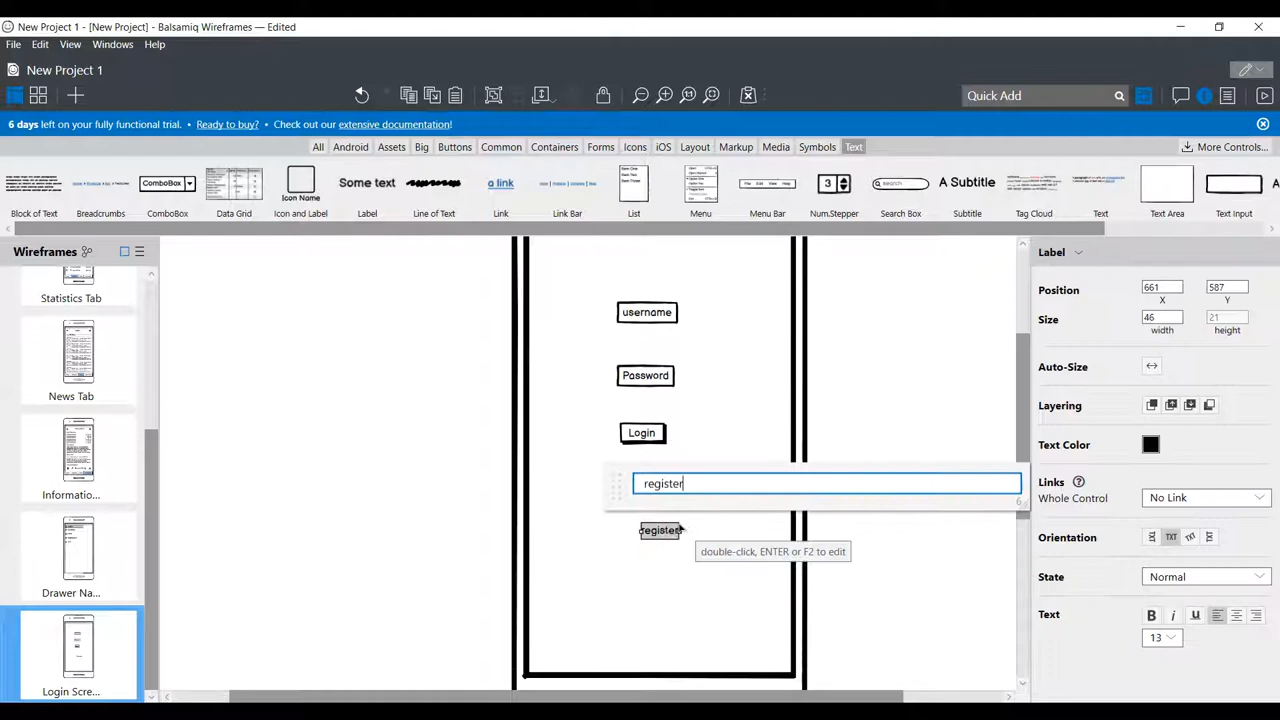 New Project 1 - [New Project] - Balsamiq Wireframes — Edited
File Edit View Windows Help
New Project 1
Quick Add
6 days left on your fully functional trial. Ready to buy? • Check out our extensive documentation!
All Android Assets Big Buttons Common Containers Forms Icons iOS Layout Markup Media Symbols Text More Controls...
ComboBox Icon Name Some text a link 3 search A Subtitle
Block of Text Breadcrumbs ComboBox Data Grid Icon and Label Label Line of Text Link Link Bar List Menu Menu Bar Num.Stepper Search Box Subtitle Tag Cloud Text Text Area Text Input
Wireframes
Statistics Tab
News Tab
Informatio...
Drawer Na...
Login Scre...
username
Password
Login
register
register
double-click, ENTER or F2 to edit
Label
Position 661 587
X Y
Size 46 21
width height
Auto-Size
Layering
Text Color
Links
Whole Control No Link
Orientation TXT
State Normal
Text B i U
13